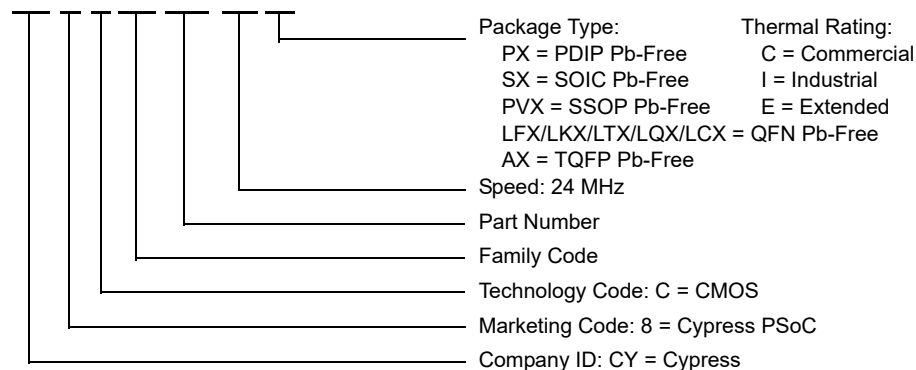 Package Type: Thermal Rating:
PX = PDIP Pb-Free C = Commercial
SX = SOIC Pb-Free I = Industrial
PVX = SSOP Pb-Free E = Extended
LFX/LKX/LTX/LQX/LCX = QFN Pb-Free
AX = TQFP Pb-Free
Speed: 24 MHz
Part Number
Family Code
Technology Code: C = CMOS
Marketing Code: 8 = Cypress PSoC
Company ID: CY = Cypress